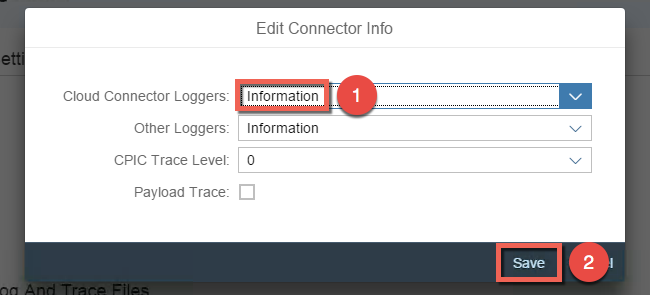 Edit Connector Info
etti
Cloud Connector Loggers: Information 1
Other Loggers: Information
CPIC Trace Level: 0
Payload Trace:
Save 2 el
og And Trace Files